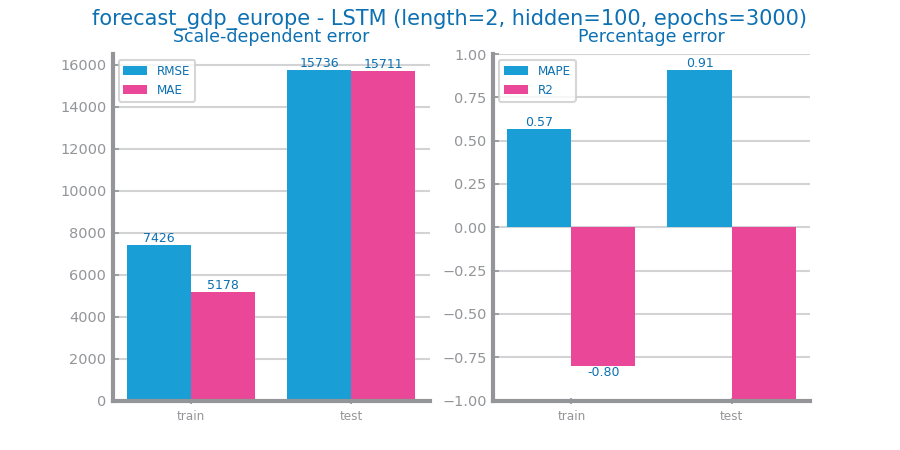 forecast_gdp_europe - LSTM (length=2, hidden=100, epochs=3000)
Scale-dependent error
16000
14000
12000
10000
8000
6000
4000
2000
0
RMSE
MAE
7426
5178
15736
15711
train
test
Percentage error
1.00
0.75
0.50
0.25
0.00
−0.25
−0.50
−0.75
−1.00
MAPE
R2
0.57
-0.80
0.91
train
test